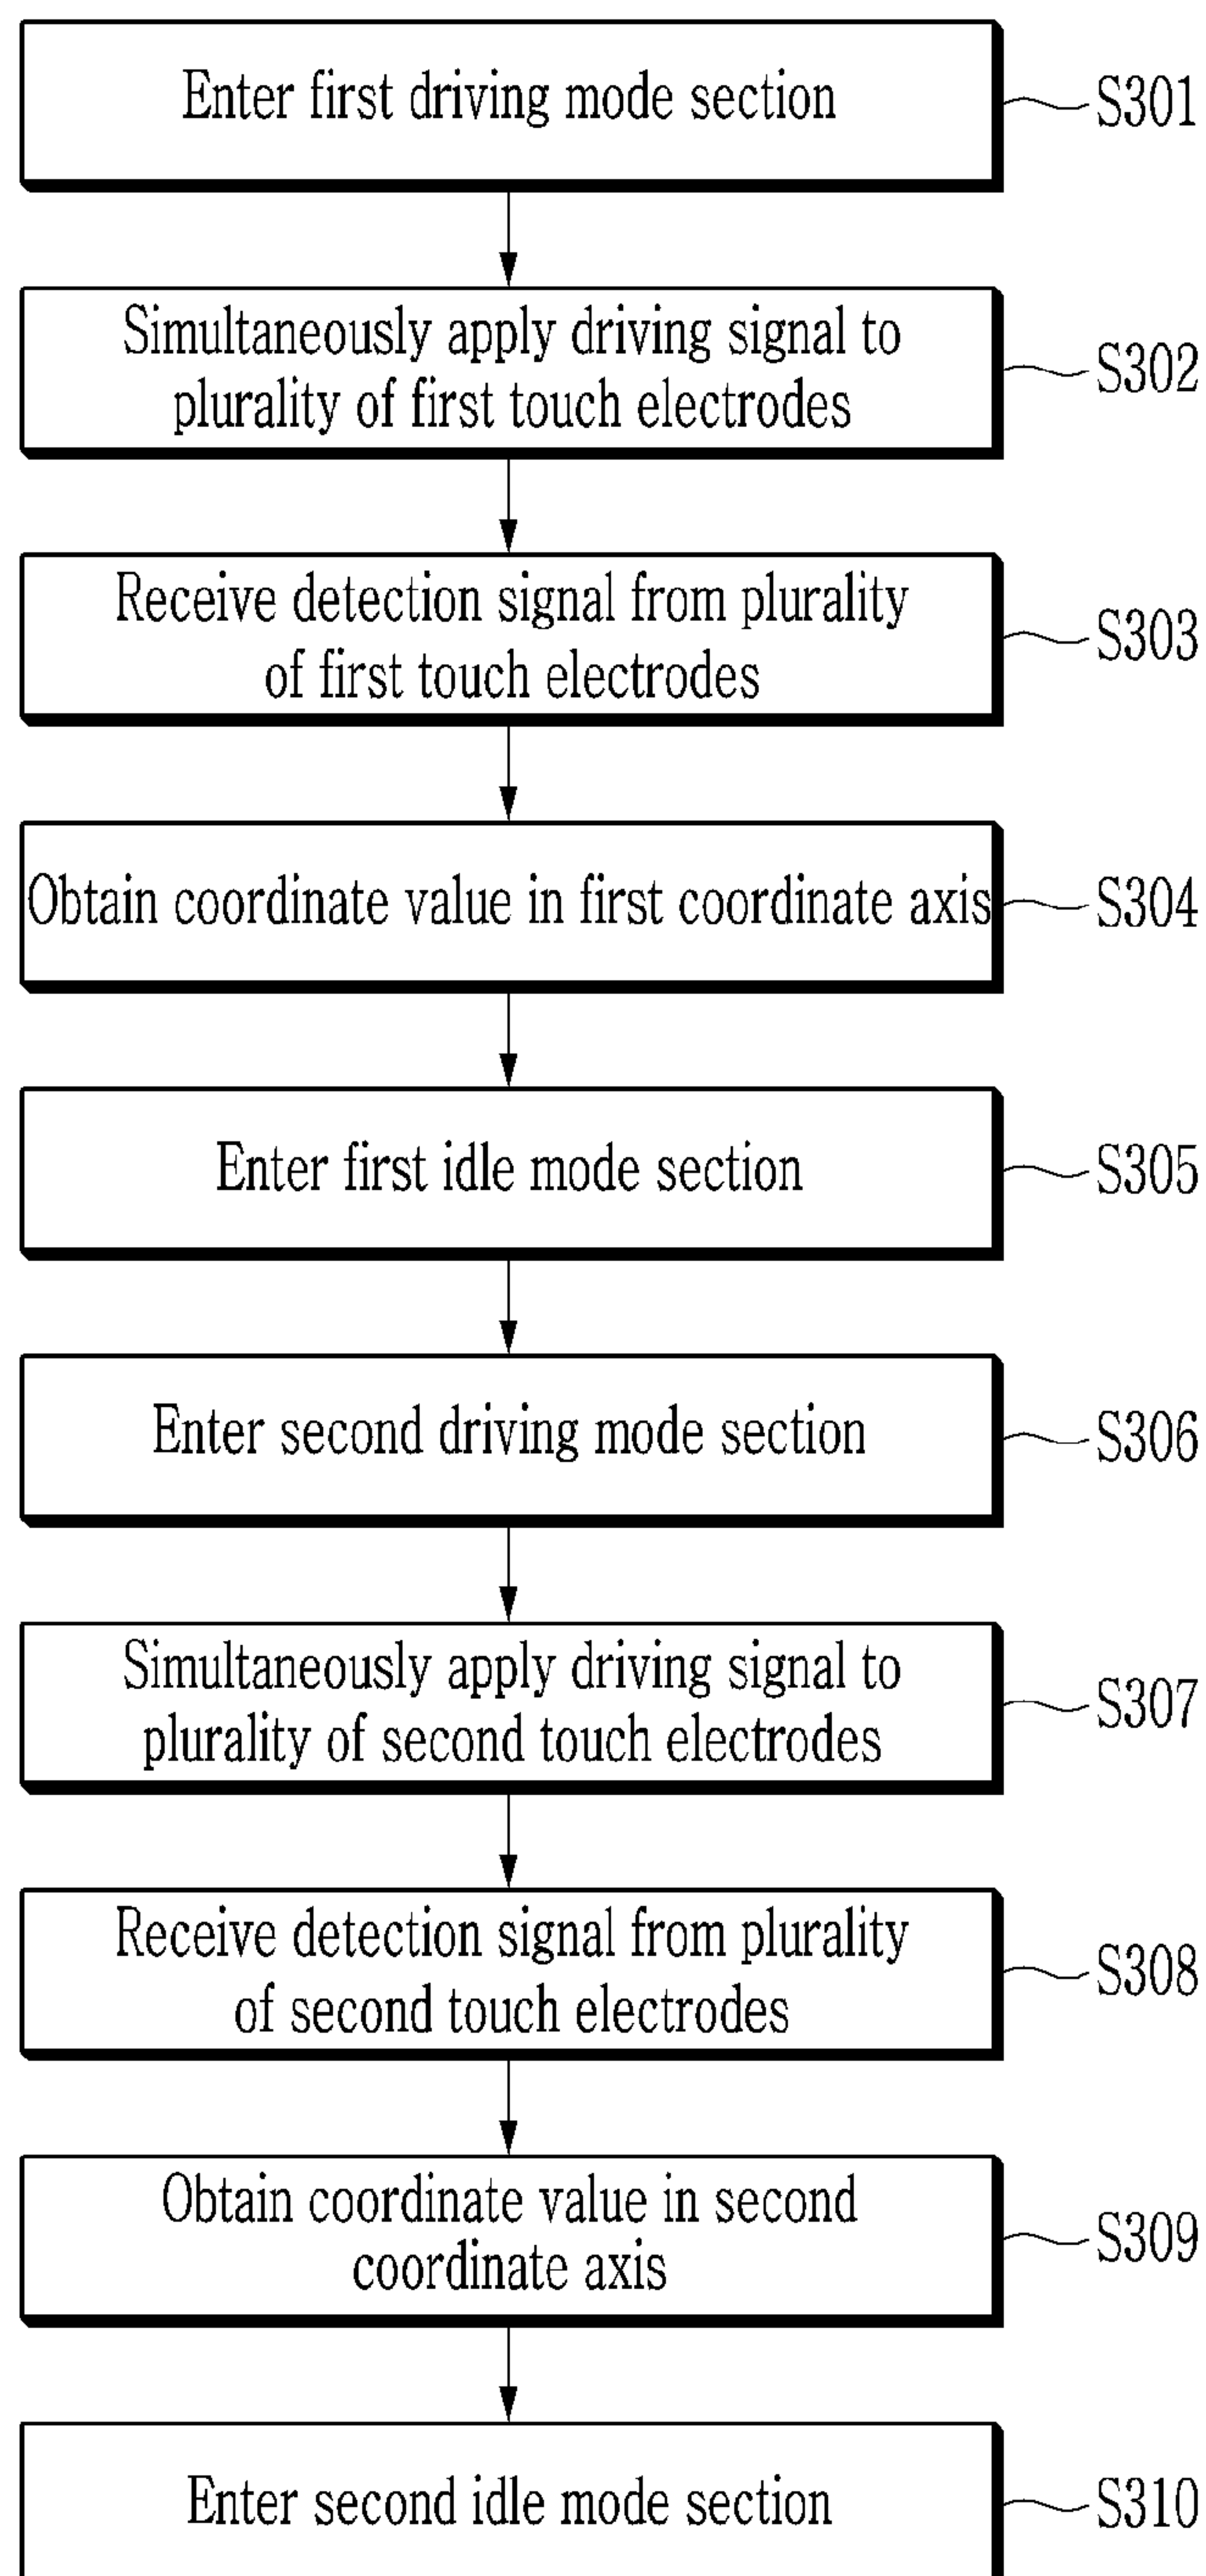 Enter first driving mode section
S301
Simultaneously apply driving signal to
plurality of first touch electrodes
S302
Receive detection signal from plurality
of first touch electrodes
S303
Obtain coordinate value in first coordinate axis
S304
Enter first idle mode section
S305
Enter second driving mode section
S306
Simultaneously apply driving signal to
plurality of second touch electrodes
S307
Receive detection signal from plurality
of second touch electrodes
S308
Obtain coordinate value in second
coordinate axis
S309
Enter second idle mode section
S310